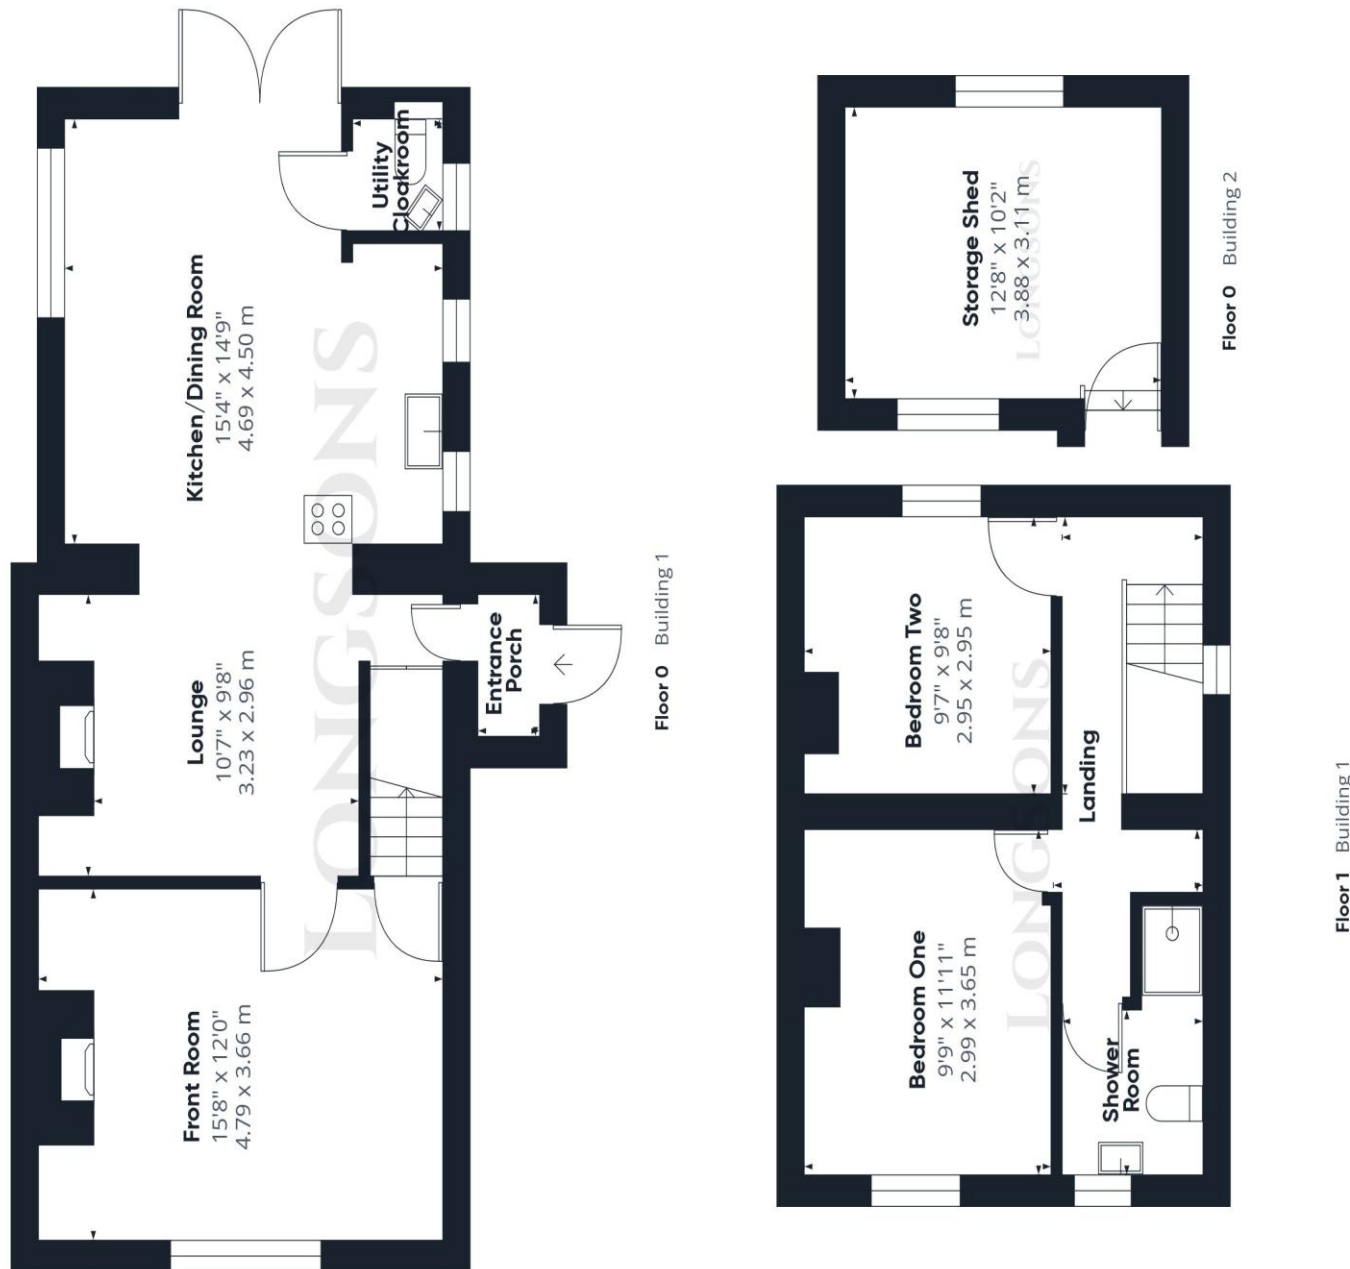 Kitchen/Dining Room
15'4" x 14'9"
4.69 x 4.50 m
Utility
Cloakroom
Lounge
10'7" x 9'8"
3.23 x 2.96 m
Entrance
Porch
Front Room
15'8" x 12'0"
4.79 x 3.66 m
LONGSONS
Floor 0 Building 1
Storage Shed
12'8" x 10'2"
3.88 x 3.11 m
LONGSONS
Floor 0 Building 2
Bedroom Two
9'7" x 9'8"
2.95 x 2.95 m
Landing
Bedroom One
9'9" x 11'11"
2.99 x 3.65 m
Shower
Room
LONGSONS
Floor 1 Building 1